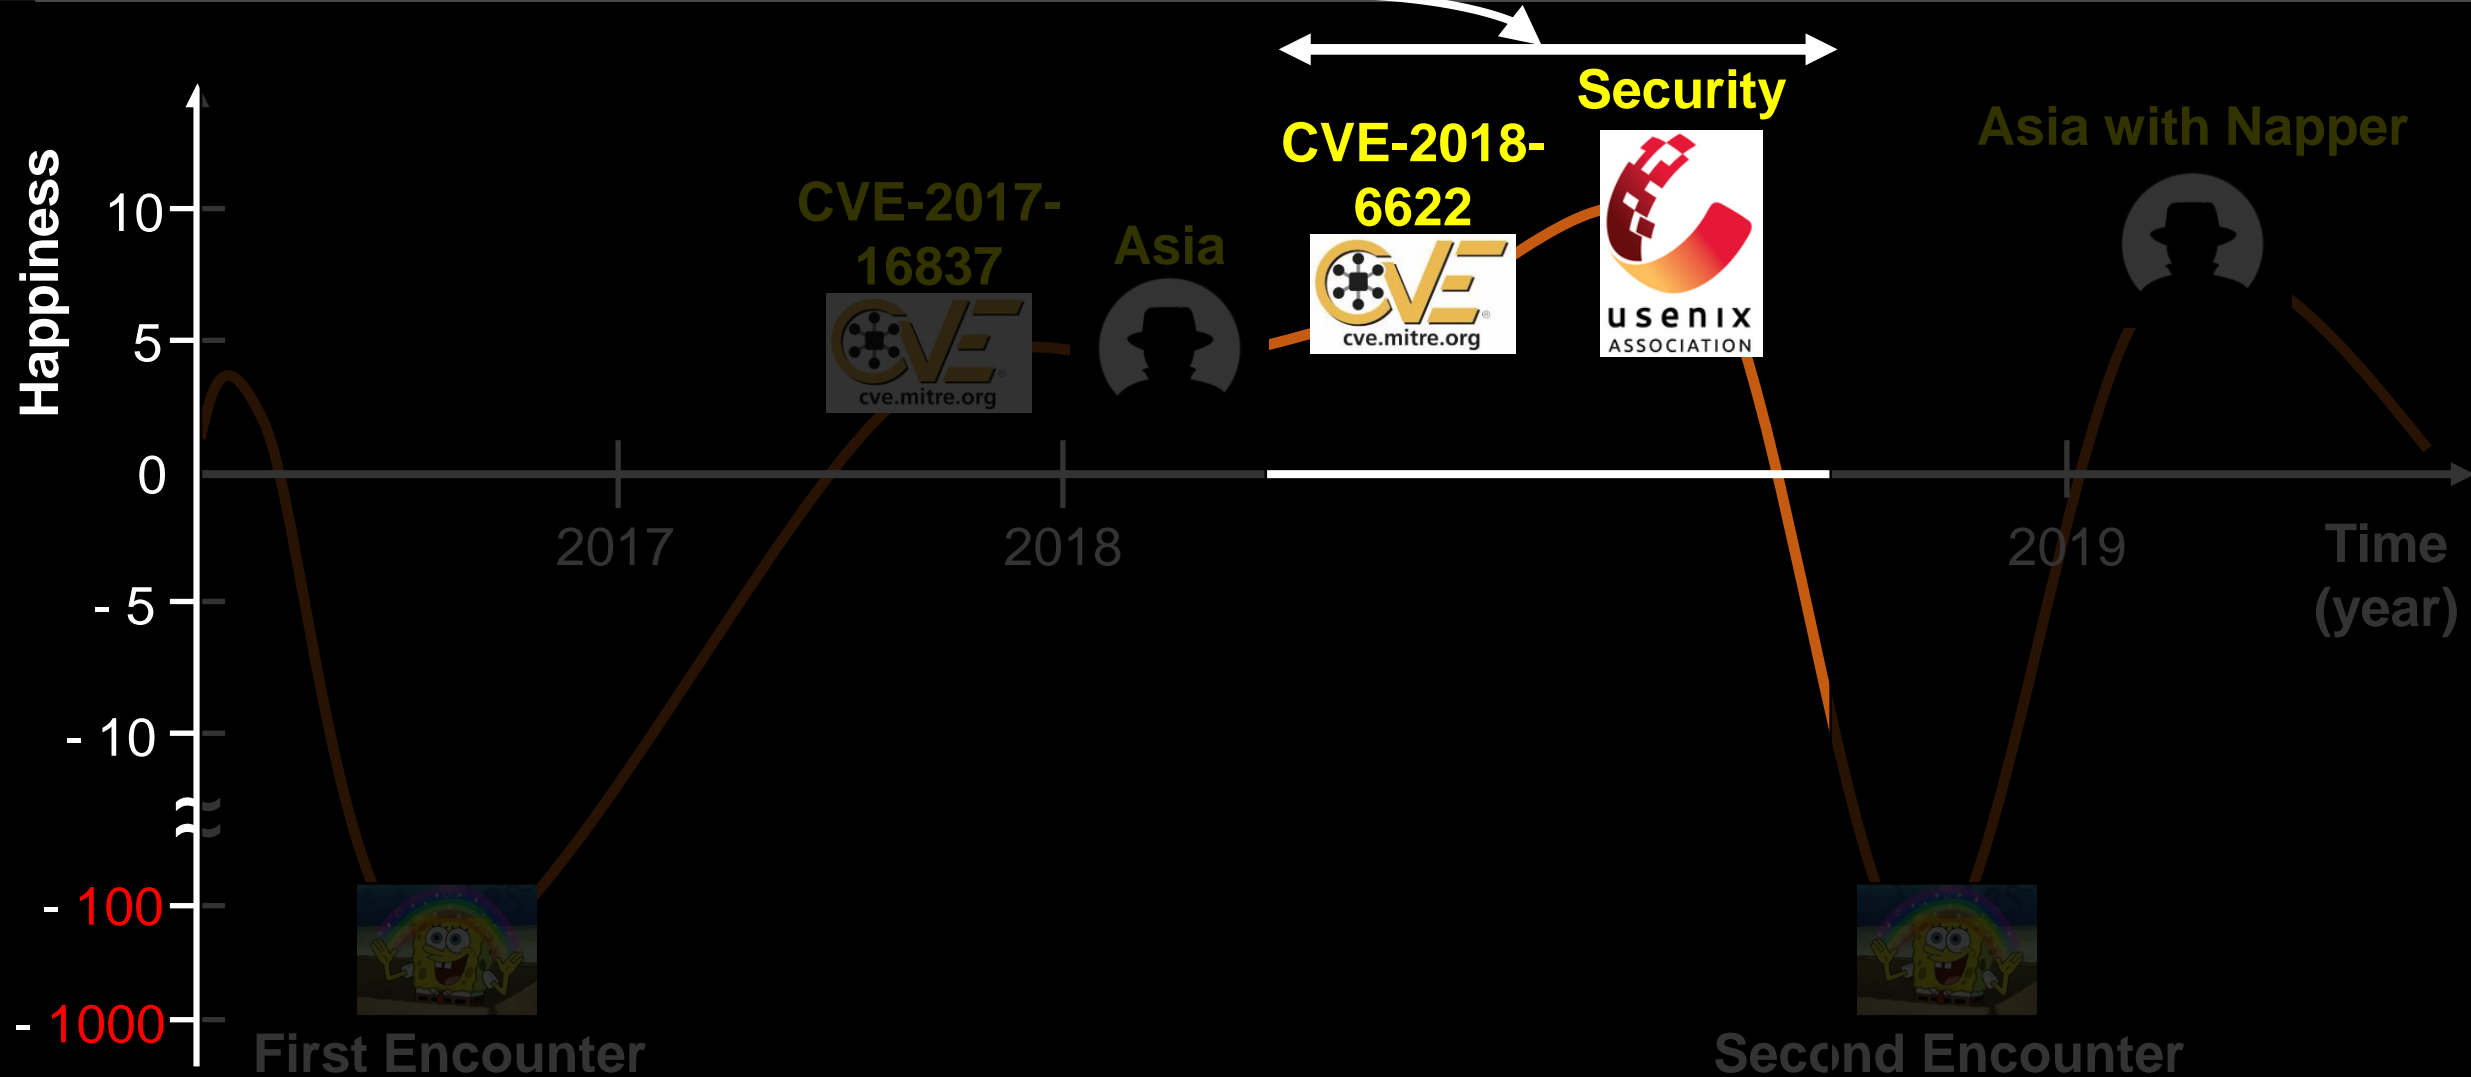 Security
CVE-2018-
6622
Asia with Napper
CVE-2017-
16837
Asia
Happiness
10
5
0
- 5
- 10
- 100
- 1000
cve.mitre.org
cve.mitre.org
usenix
ASSOCIATION
2017
2018
2019
Time
(year)
First Encounter
Second Encounter